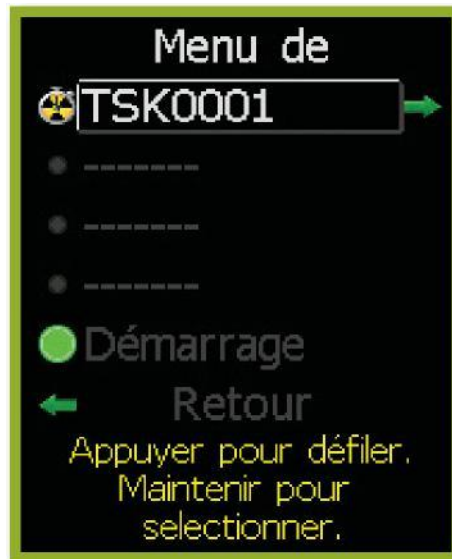 Menu de
TSK0001
-------
-------
-------
Démarrage
Retour
Appuyer pour défiler.
Maintenir pour
selectionner.